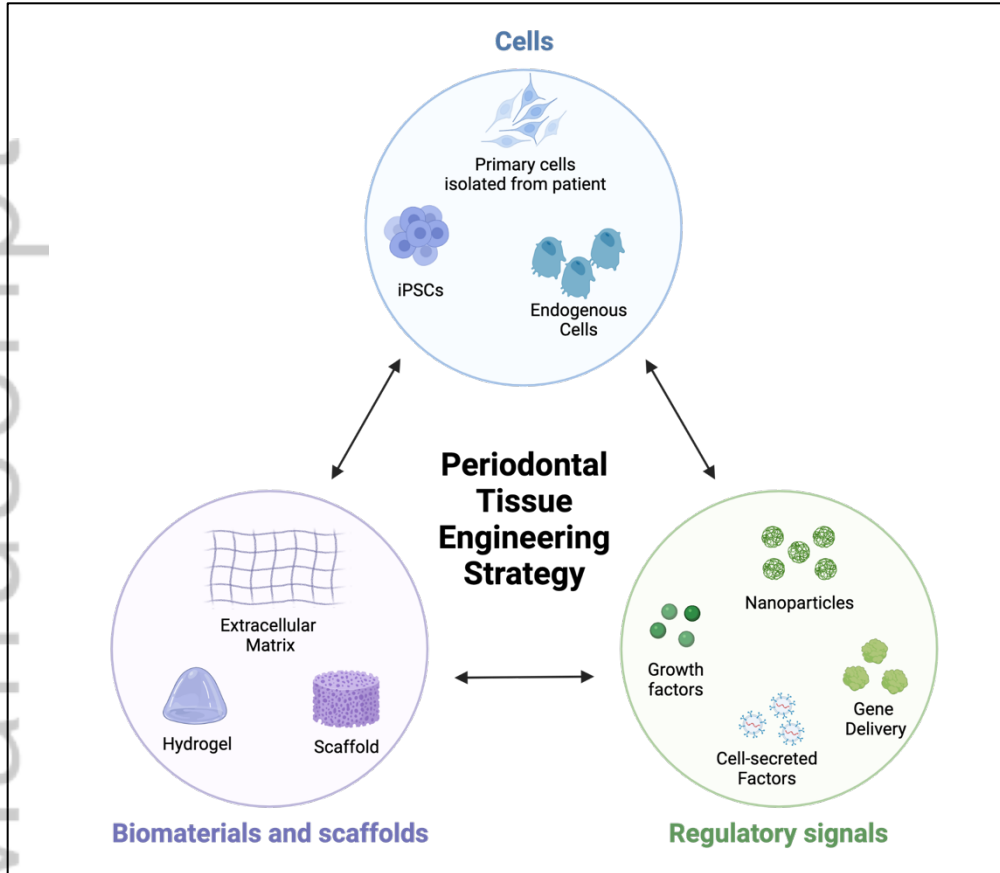 Cells
Primary cells
isolated from patient
iPSCs
Endogenous
Cells
Periodontal
Tissue
Engineering
Strategy
Extracellular
Matrix
Hydrogel
Scaffold
Biomaterials and scaffolds
Nanoparticles
Growth
factors
Gene
Delivery
Cell-secreted
Factors
Regulatory signals